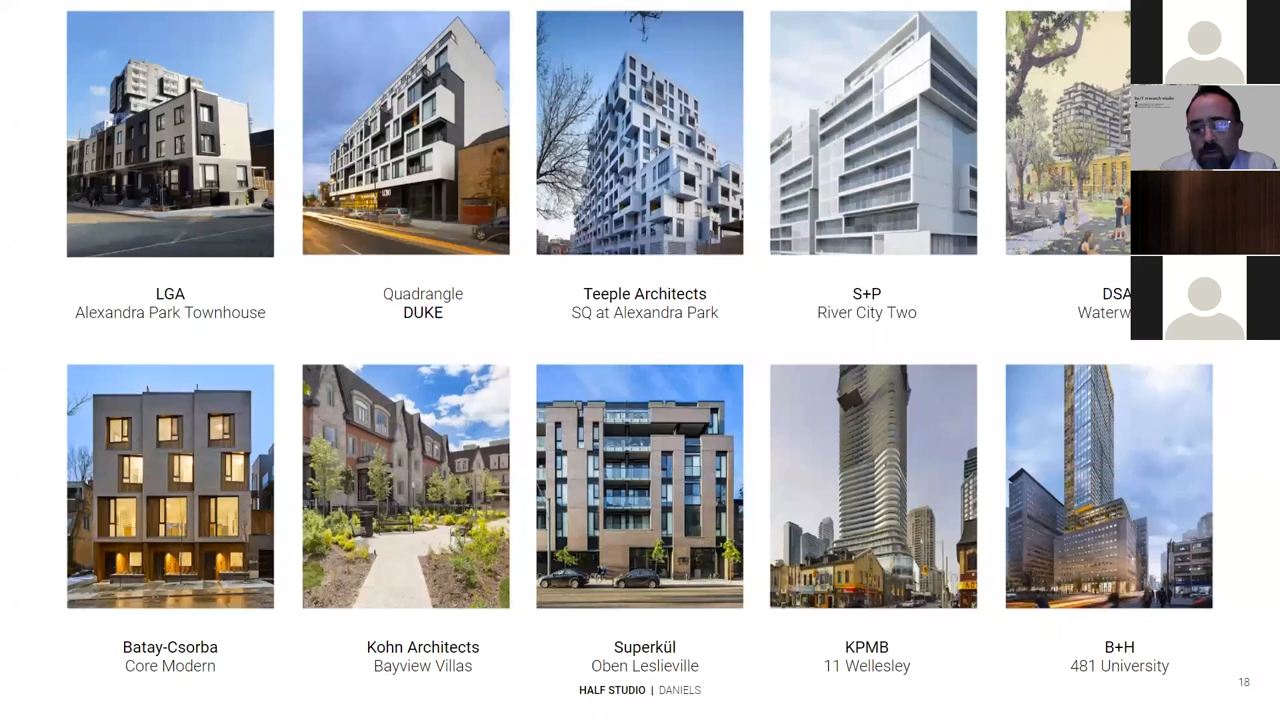 LGA
Alexandra Park Townhouse
Quadrangle
DUKE
Teeple Architects
SQ at Alexandra Park
S+P
River City Two
DSA
Batay-Csorba
Core Modern
Kohn Architects
Bayview Villas
Superkül
Oben Leslieville
KPMB
11 Wellesley
B+H
481 University
HALF STUDIO | DANIELS
18